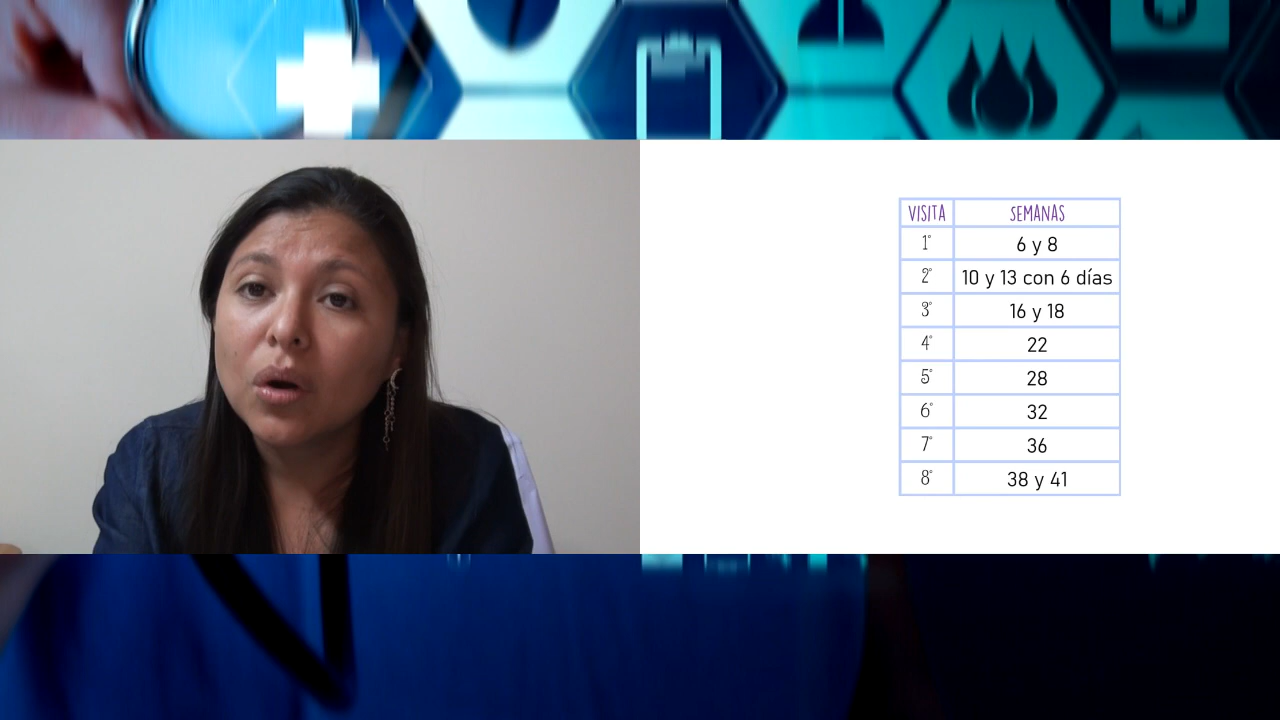 VISITA SEMANAS
1° 6 y 8
2° 10 y 13 con 6 días
3° 16 y 18
4° 22
5° 28
6° 32
7° 36
8° 38 y 41